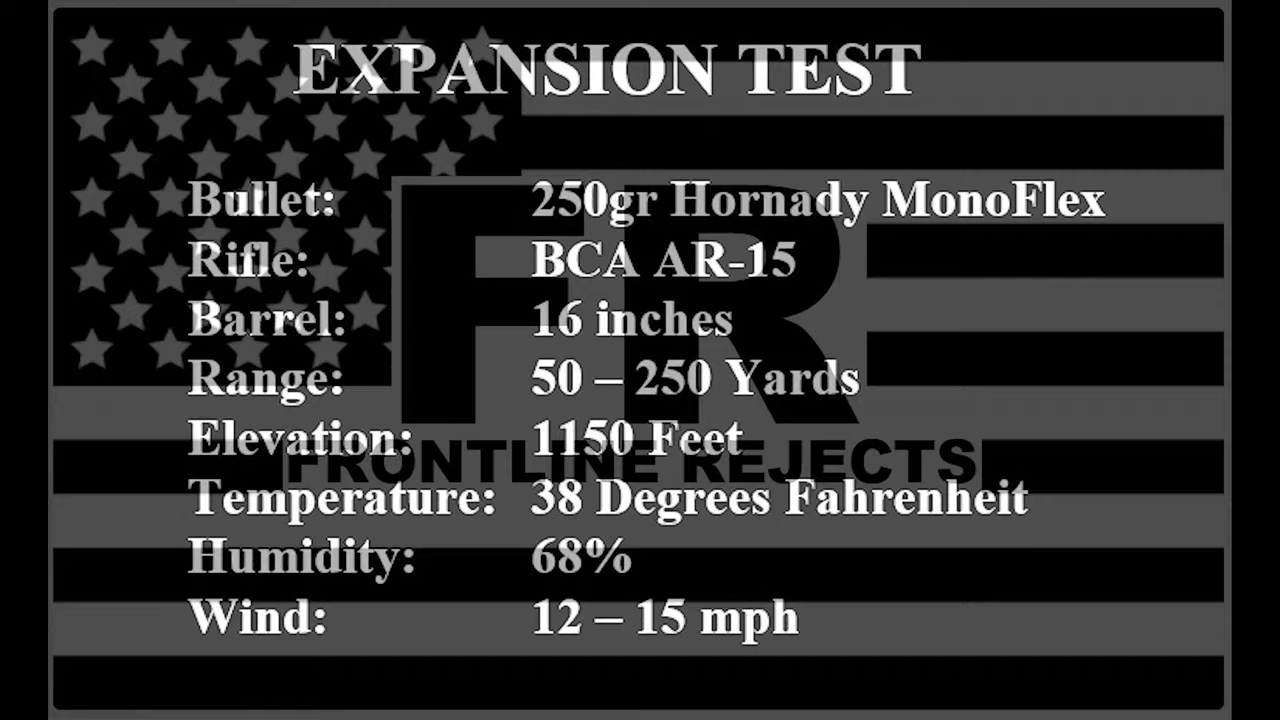 EXPANSION TEST
Bullet: 250gr Hornady MonoFlex
Rifle: BCA AR-15
Barrel: 16 inches
Range: 50 – 250 Yards
Elevation: 1150 Feet
FR
FRONTLINE REJECTS
Temperature: 38 Degrees Fahrenheit
Humidity: 68%
Wind: 12 – 15 mph